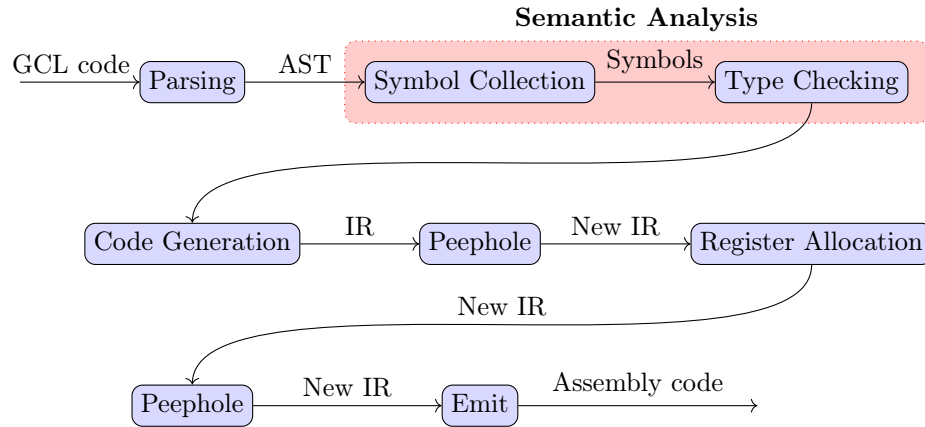 Semantic Analysis
GCL code
Parsing
AST
Symbol Collection
Symbols
Type Checking
Code Generation
IR
Peephole
New IR
Register Allocation
New IR
Peephole
New IR
Emit
Assembly code